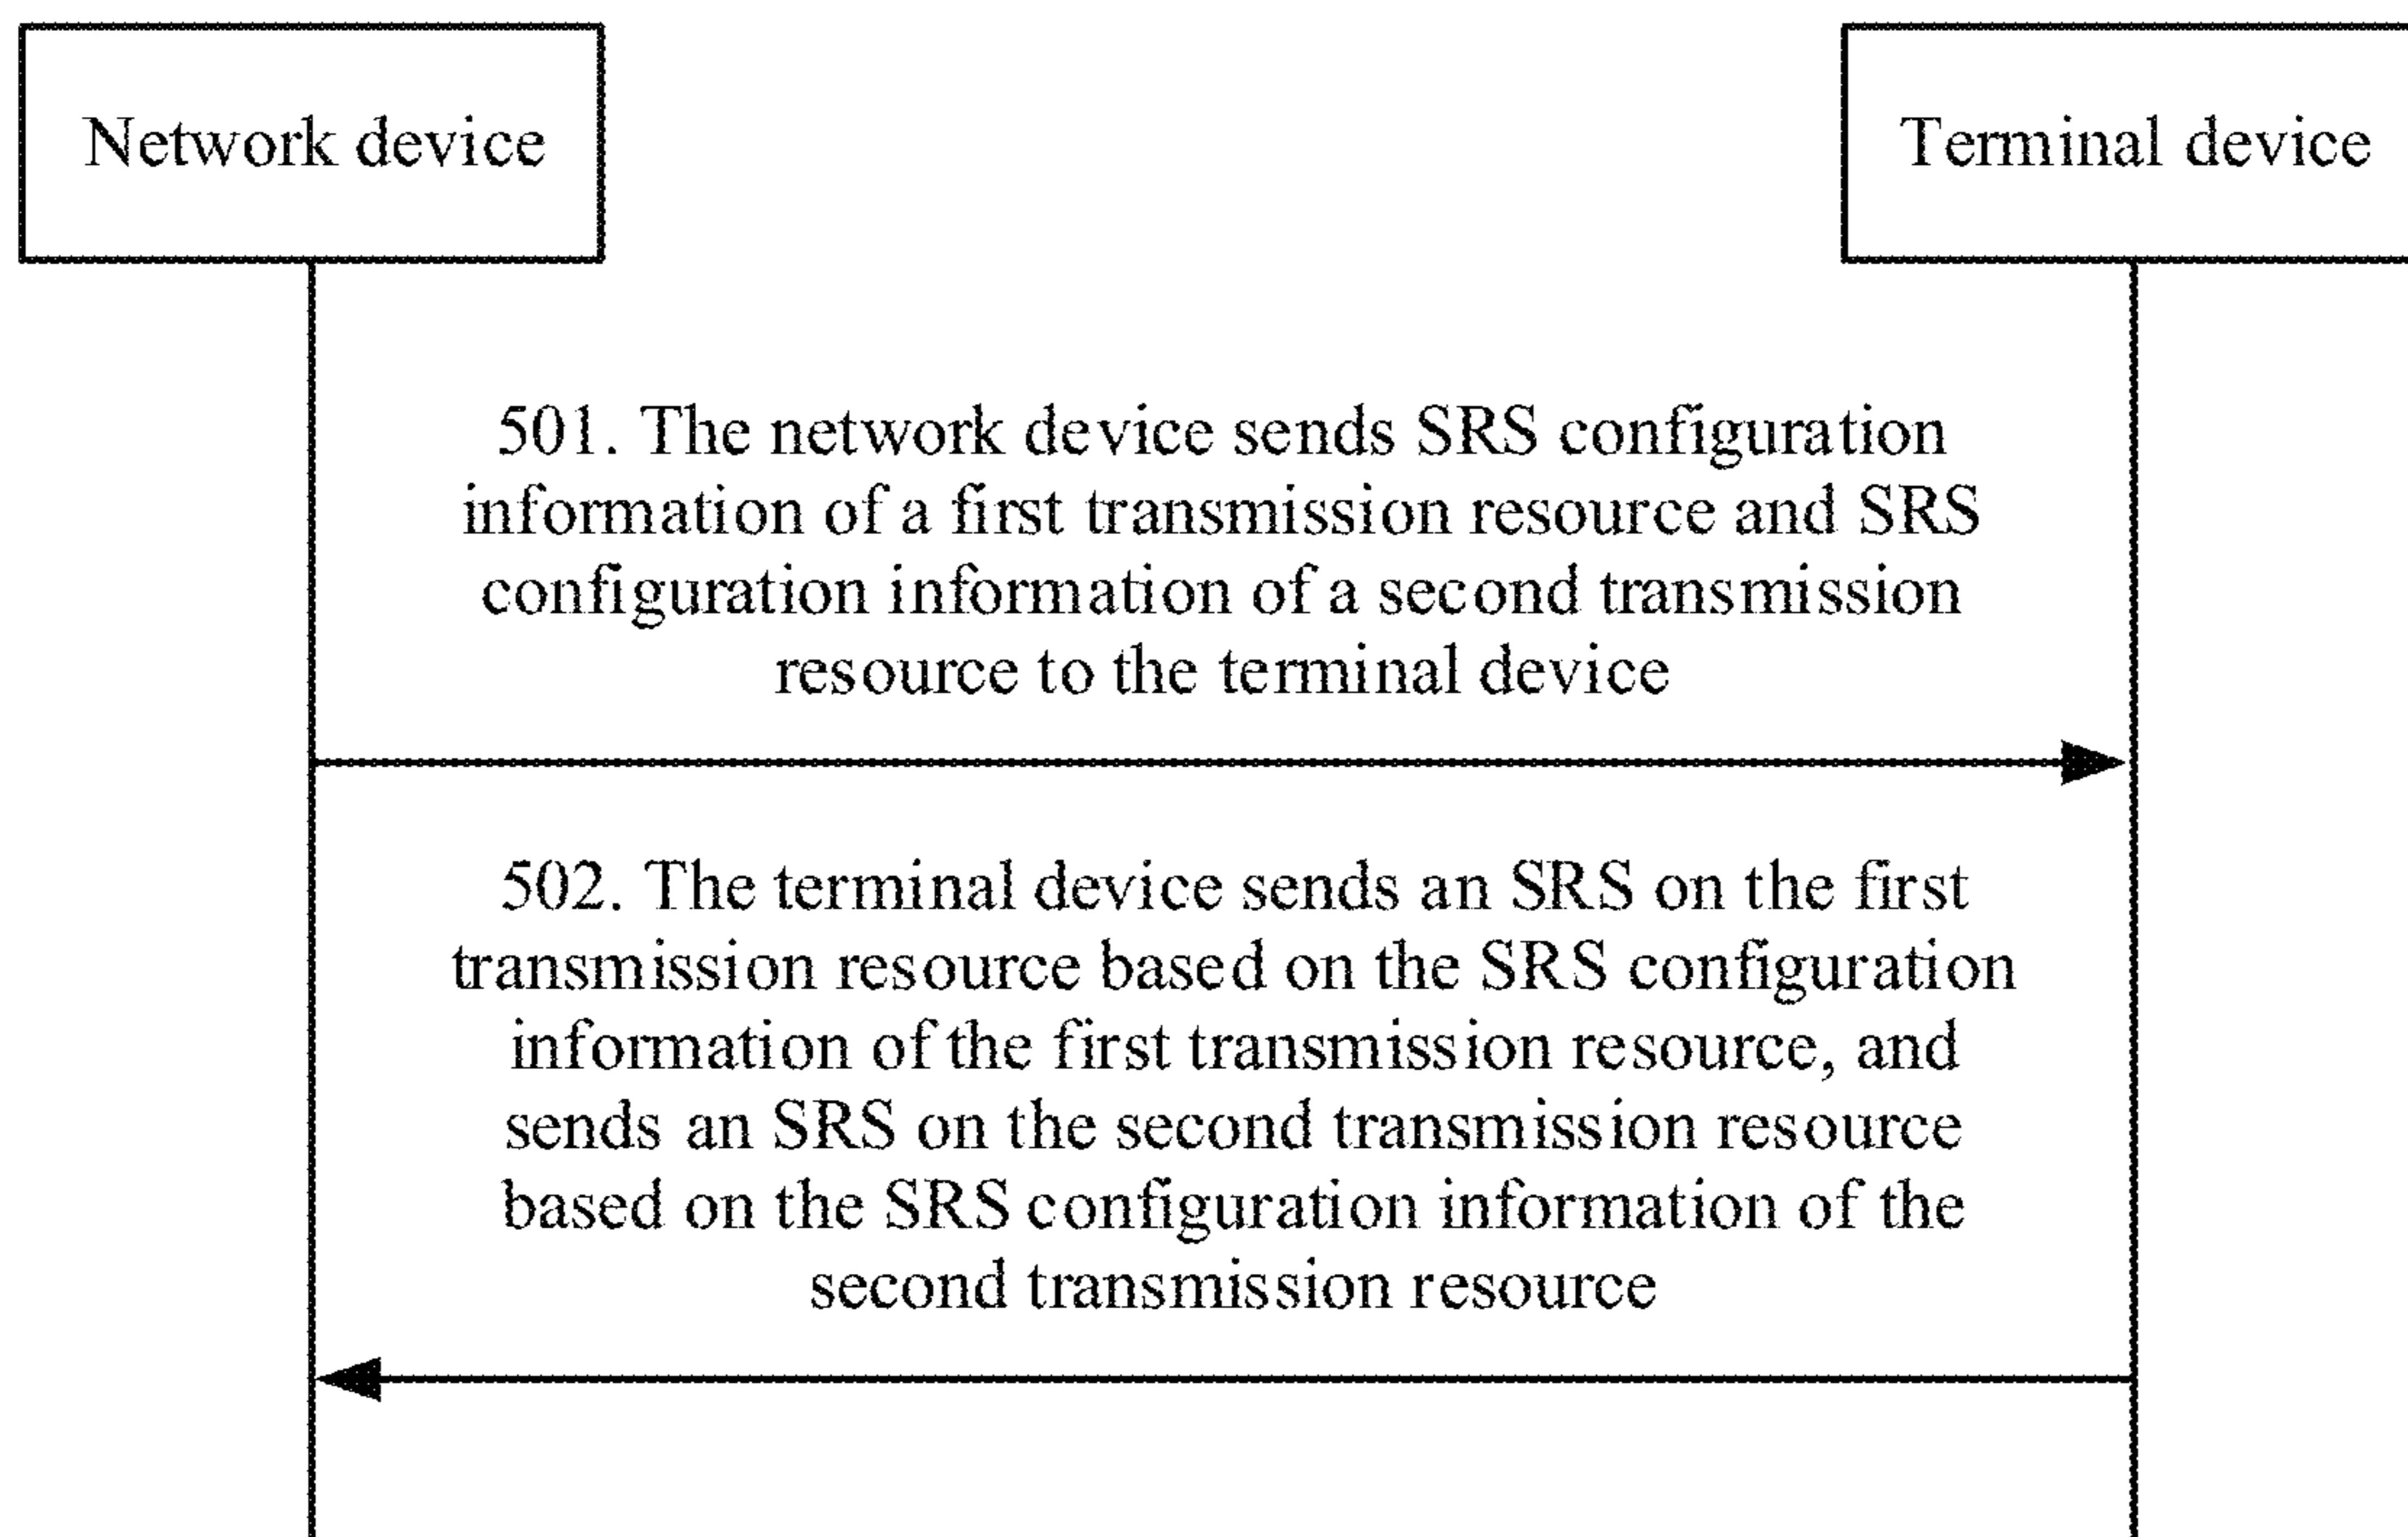 Network device
Terminal device
501. The network device sends SRS configuration
information of a first transmission resource and SRS
configuration information of a second transmission
resource to the terminal device
502. The terminal device sends an SRS on the first
transmission resource based on the SRS configuration
information of the first transmission resource, and
sends an SRS on the second transmission resource
based on the SRS configuration information of the
second transmission resource